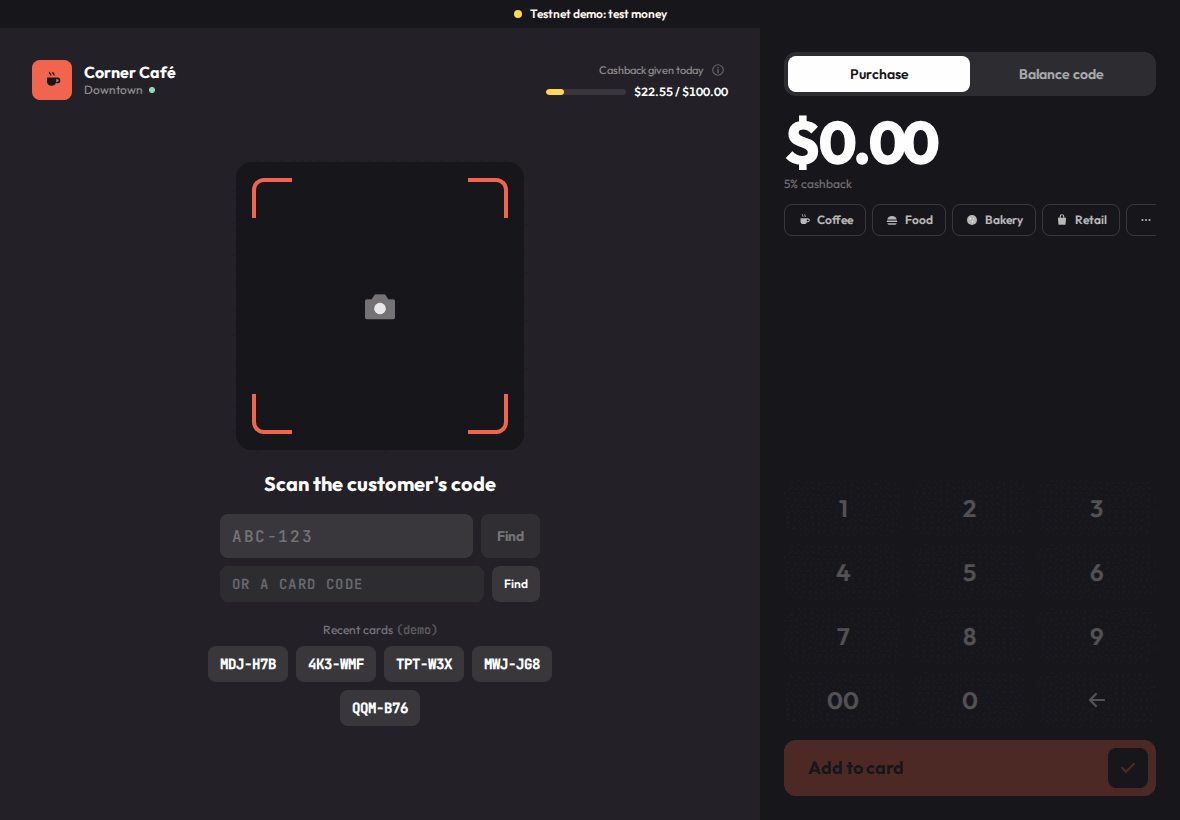 Testnet demo: test money
Corner Café
Downtown
Cashback given today
$22.55 / $100.00
Scan the customer's code
ABC-123
Find
OR A CARD CODE
Find
Recent cards (demo)
MDJ-H7B
4K3-WMF
TPT-W3X
MWJ-JG8
QQM-B76
Purchase
Balance code
$0.00
5% cashback
Coffee
Food
Bakery
Retail
...
1 2 3
4 5 6
7 8 9
00 0
Add to card